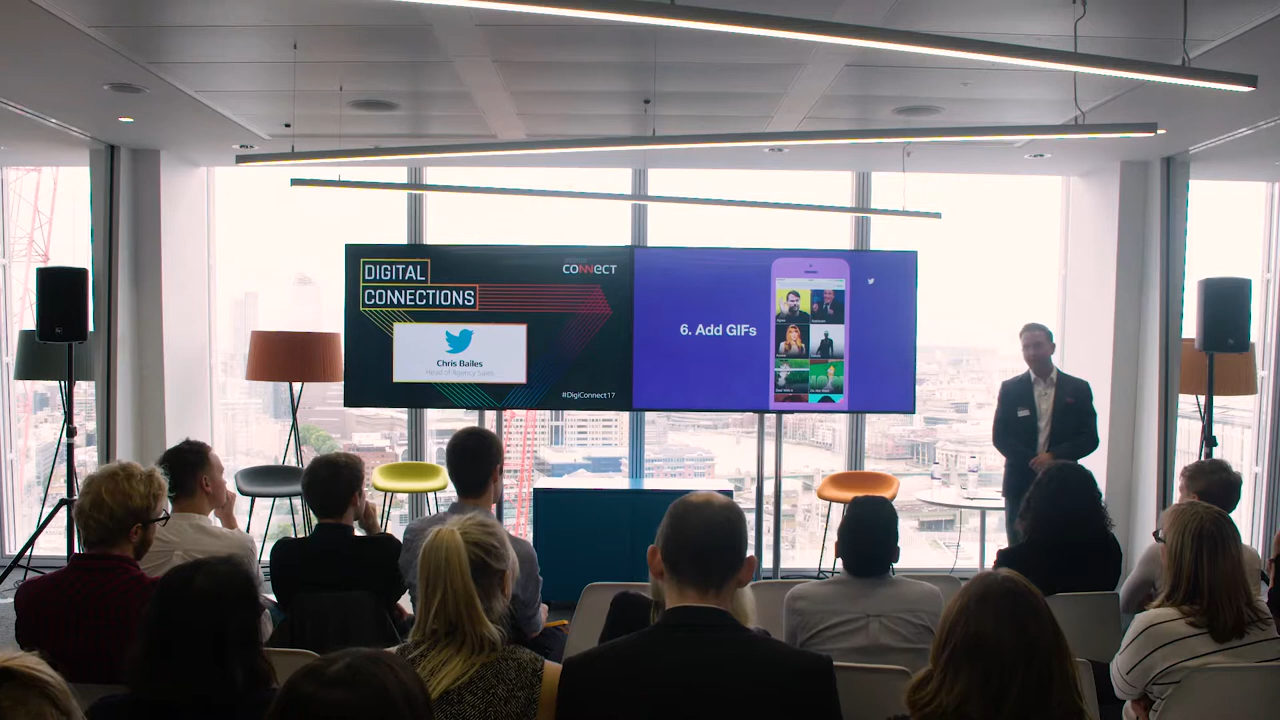 DIGITAL
CONNECTIONS
CONNECT
Chris Bailes
Head of Agency Sales
#DigiConnect17
6. Add GIFs